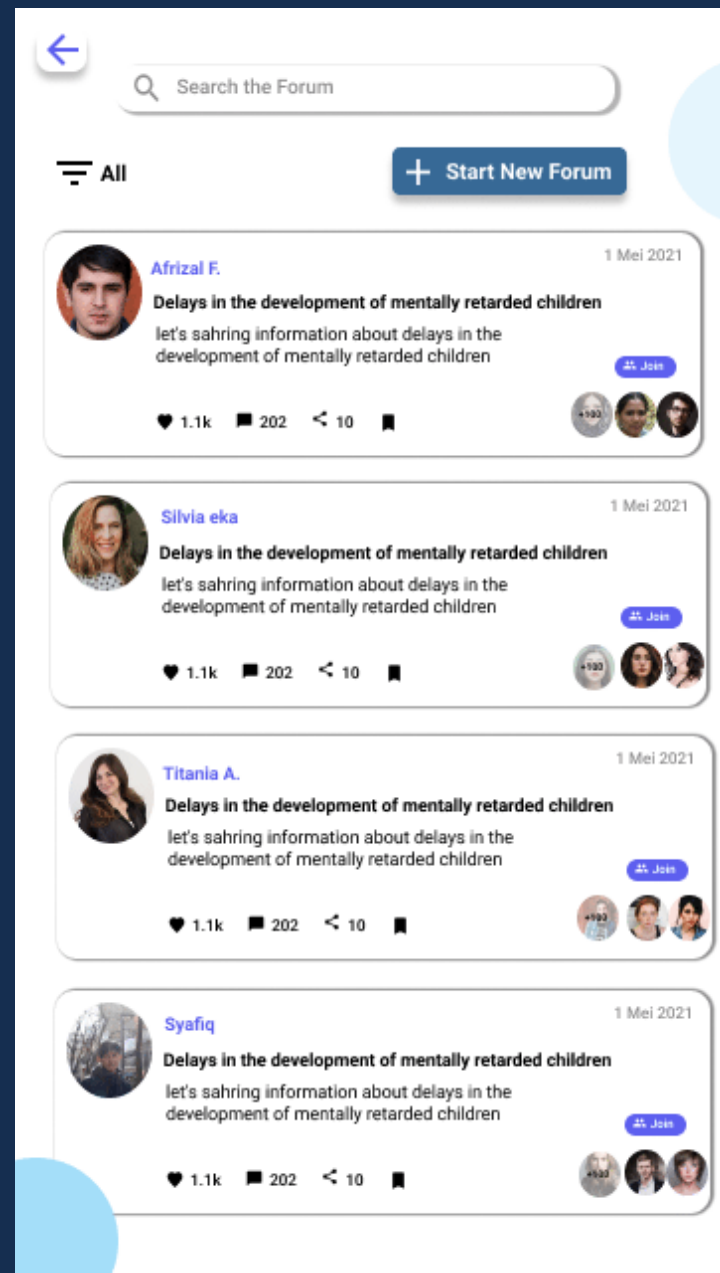 Search the Forum
All
Start New Forum
Afrizal F.
1 Mei 2021
Delays in the development of mentally retarded children
let's sahring information about delays in the
development of mentally retarded children
Join
1.1k 202 10
+100
Silvia eka
1 Mei 2021
Delays in the development of mentally retarded children
let's sahring information about delays in the
development of mentally retarded children
Join
1.1k 202 10
+100
Titania A.
1 Mei 2021
Delays in the development of mentally retarded children
let's sahring information about delays in the
development of mentally retarded children
Join
1.1k 202 10
+100
Syafiq
1 Mei 2021
Delays in the development of mentally retarded children
let's sahring information about delays in the
development of mentally retarded children
Join
1.1k 202 10
+100